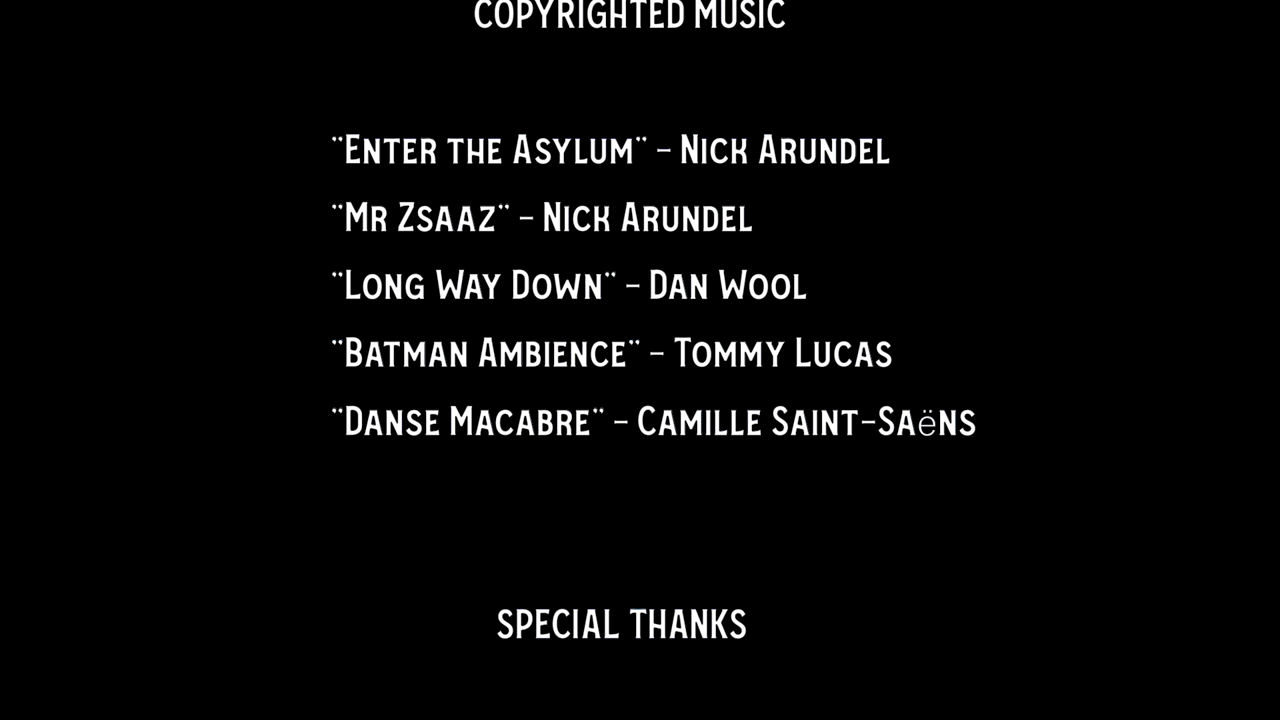 COPYRIGHTED MUSIC
¨Enter the Asylum¨ - Nick Arundel
¨Mr Zsaaz¨ - Nick Arundel
¨Long Way Down¨ - Dan Wool
¨Batman Ambience¨ - Tommy Lucas
¨Danse Macabre¨ - Camille Saint-Saëns
SPECIAL THANKS